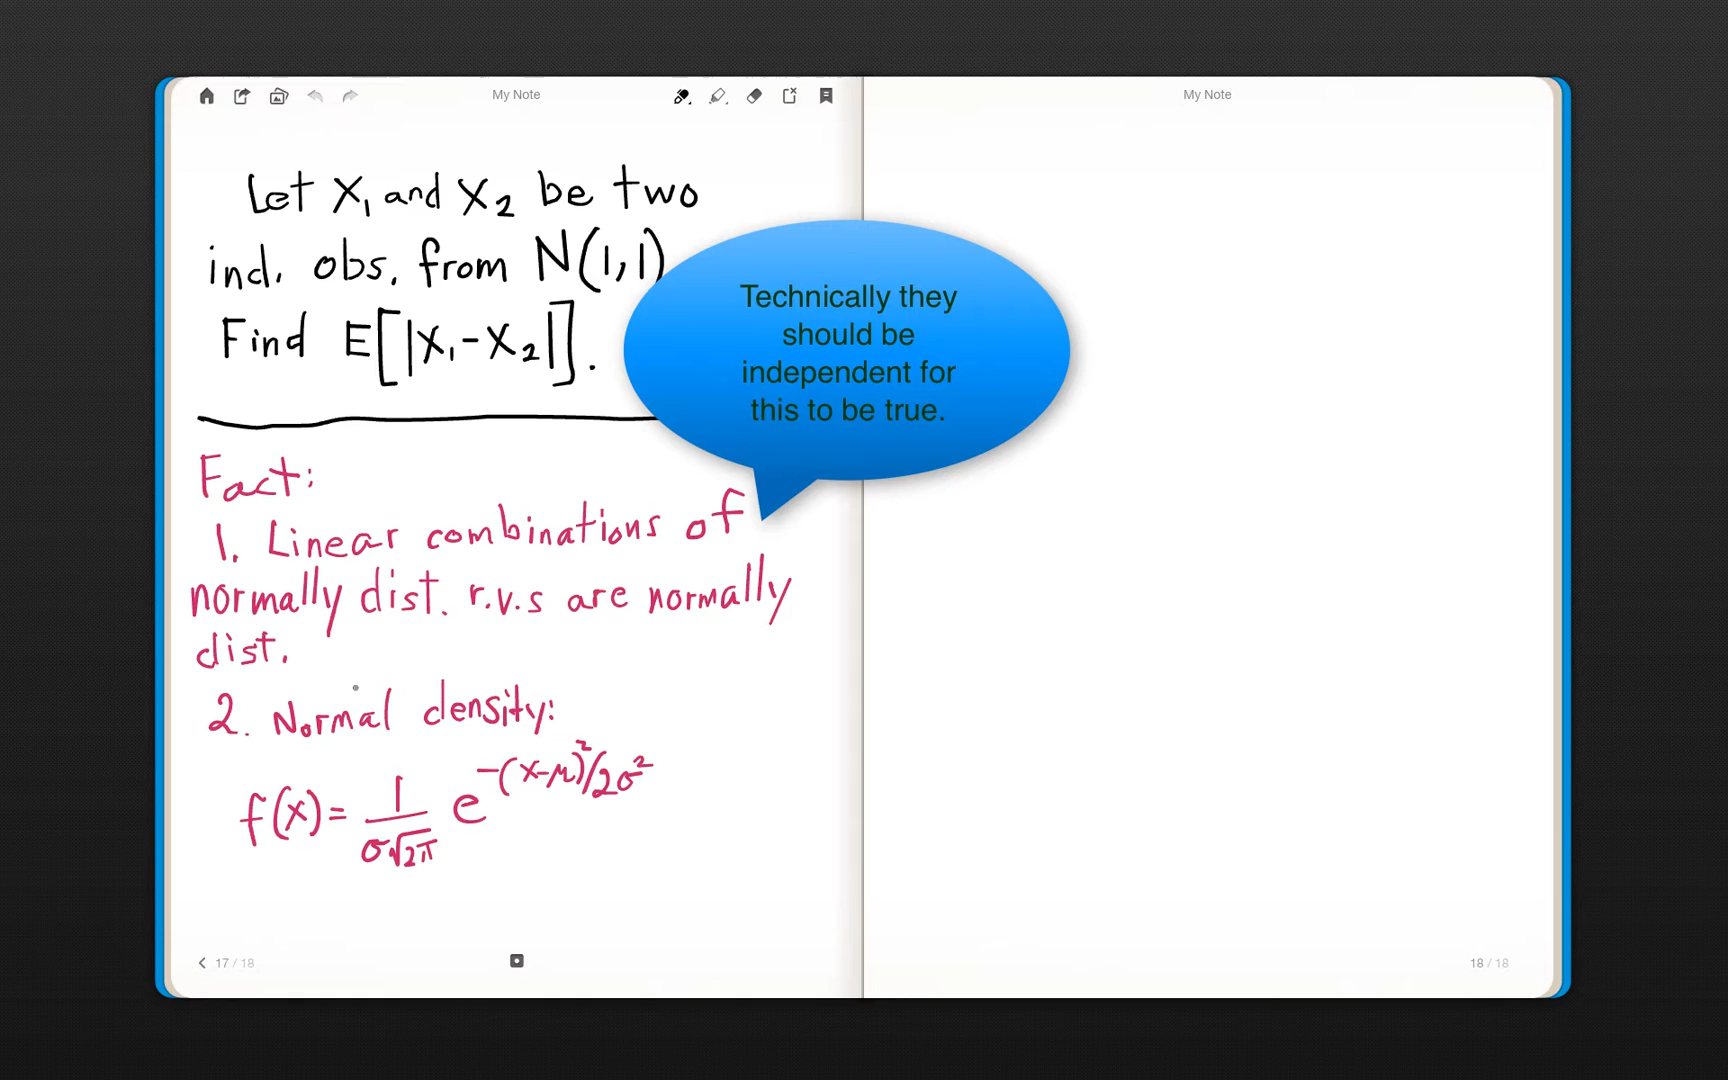 My Note
My Note
Let X₁ and X₂ be two
ind. obs. from N(1,1)
Find E[|X₁-X₂|].
Technically they
should be
independent for
this to be true.
Fact:
1. Linear combinations of
normally dist. r.v.s are normally
dist.
2. Normal density:
f(x) = 1/(σ√2π) e^(-(x-μ)²/2σ²)
17 / 18
18 / 18